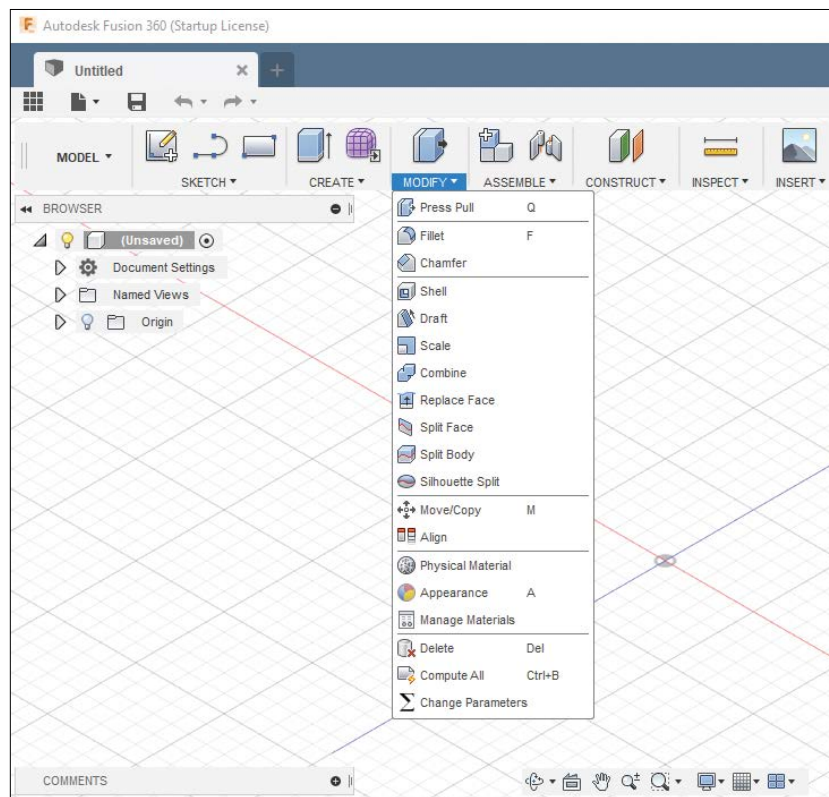 Autodesk Fusion 360 (Startup License)
Untitled
MODEL
SKETCH
CREATE
MODIFY
ASSEMBLE
CONSTRUCT
INSPECT
INSERT
BROWSER
(Unsaved)
Document Settings
Named Views
Origin
Press Pull Q
Fillet F
Chamfer
Shell
Draft
Scale
Combine
Replace Face
Split Face
Split Body
Silhouette Split
Move/Copy M
Align
Physical Material
Appearance A
Manage Materials
Delete Del
Compute All Ctrl+B
Change Parameters
COMMENTS